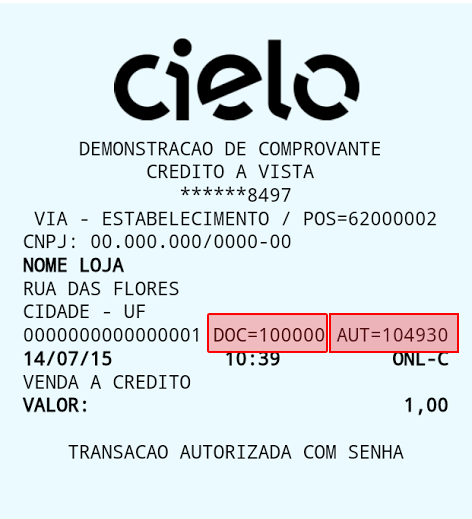 cielo
DEMONSTRACAO DE COMPROVANTE
CREDITO A VISTA
******8497
VIA - ESTABELECIMENTO / POS=62000002
CNPJ: 00.000.000/0000-00
NOME LOJA
RUA DAS FLORES
CIDADE - UF
0000000000000001 DOC=100000 AUT=104930
14/07/15 10:39 ONL-C
VENDA A CREDITO
VALOR: 1,00
TRANSACAO AUTORIZADA COM SENHA